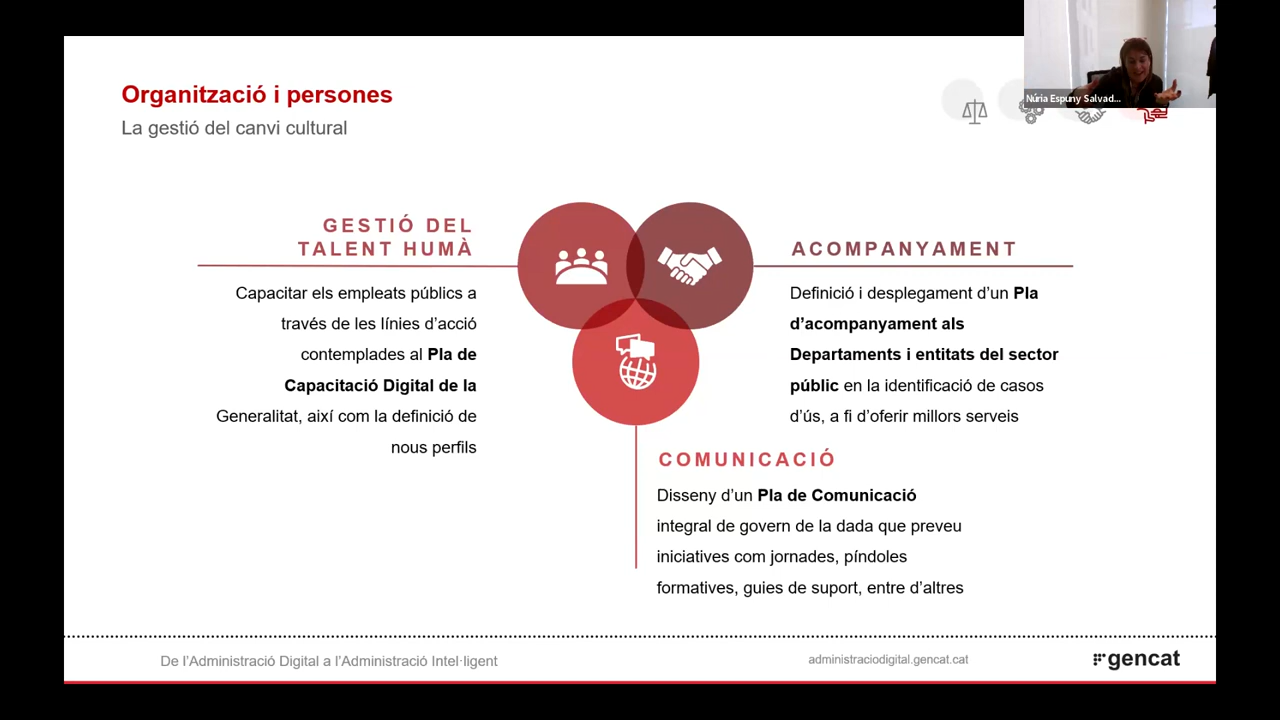 Organització i persones
La gestió del canvi cultural
Núria Espuny Salvad...
GESTIÓ DEL
TALENT HUMÀ
Capacitar els empleats públics a
través de les línies d’acció
contemplades al Pla de
Capacitació Digital de la
Generalitat, així com la definició de
nous perfils
ACOMPANYAMENT
Definició i desplegament d’un Pla
d’acompanyament als
Departaments i entitats del sector
públic en la identificació de casos
d’ús, a fi d’oferir millors serveis
COMUNICACIÓ
Disseny d’un Pla de Comunicació
integral de govern de la dada que preveu
iniciatives com jornades, píndoles
formatives, guies de suport, entre d’altres
De l’Administració Digital a l’Administració Intel·ligent
administraciodigital.gencat.cat
gencat